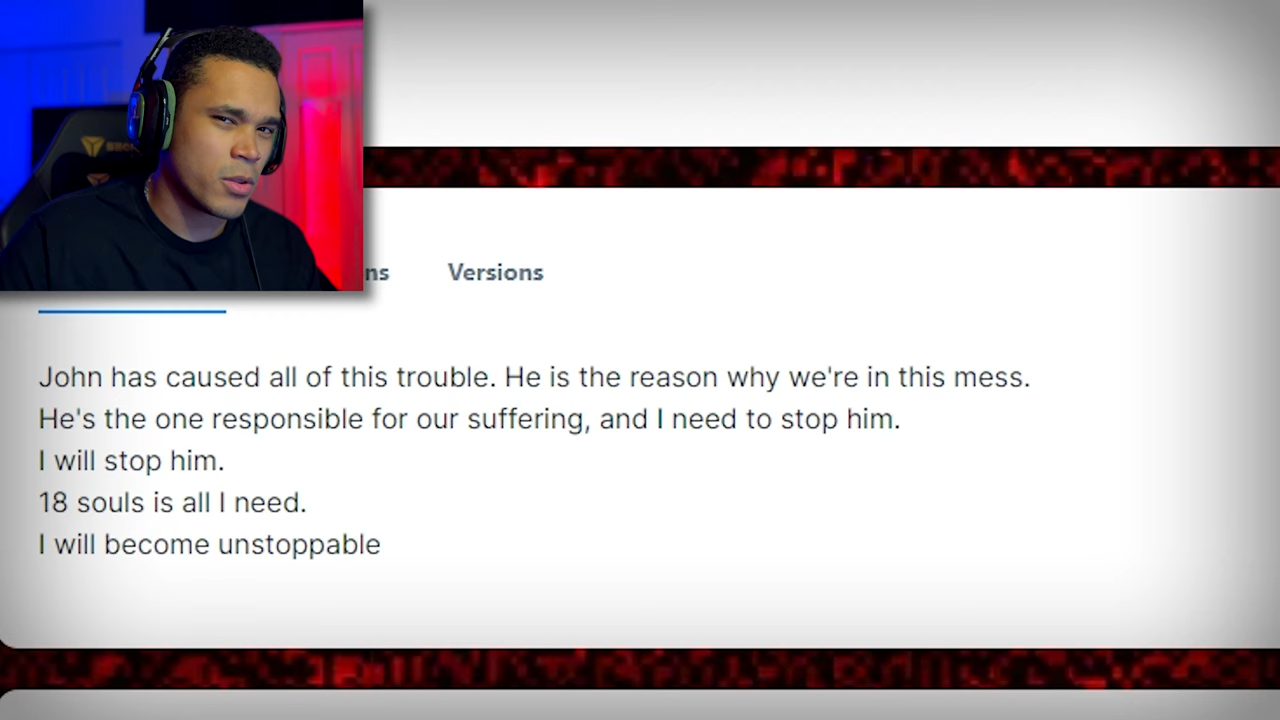 ns Versions
John has caused all of this trouble. He is the reason why we're in this mess.
He's the one responsible for our suffering, and I need to stop him.
I will stop him.
18 souls is all I need.
I will become unstoppable